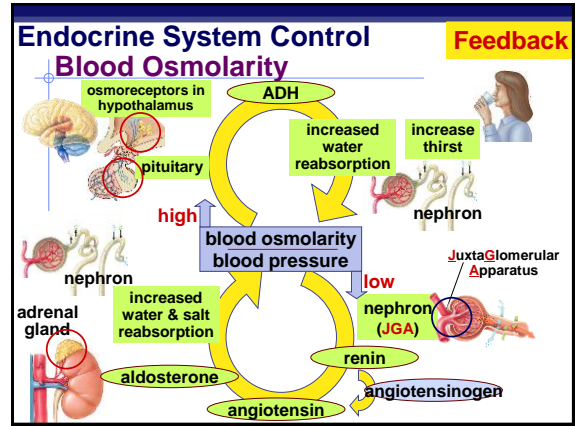 Endocrine System Control
Feedback
Blood Osmolarity
osmoreceptors in
hypothalamus
ADH
increased
water
reabsorption
increase
thirst
pituitary
nephron
high
blood osmolarity
blood pressure
JuxtaGlomerular
Apparatus
nephron
low
increased
water & salt
reabsorption
nephron
(JGA)
adrenal
gland
renin
aldosterone
angiotensinogen
angiotensin